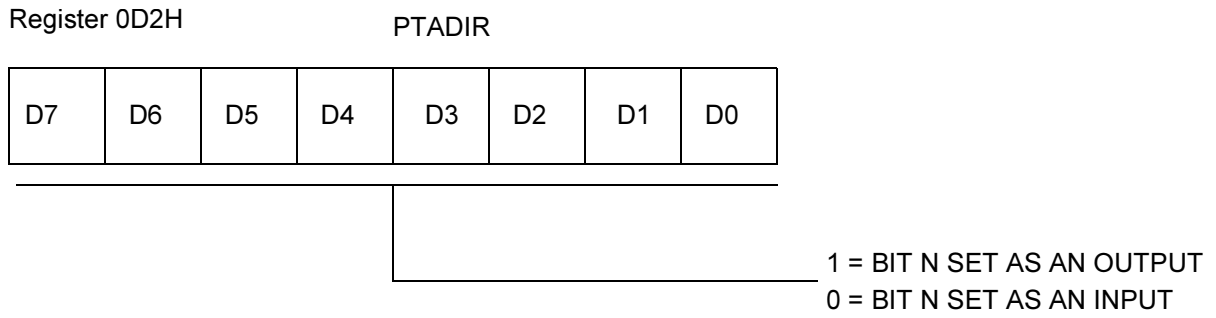 Register 0D2H
PTADIR
D7 D6 D5 D4 D3 D2 D1 D0
1 = BIT N SET AS AN OUTPUT
0 = BIT N SET AS AN INPUT